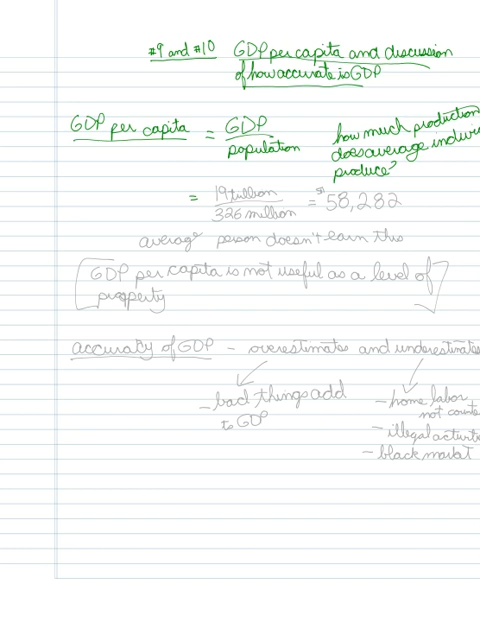 #9 and #10 GDP per capita and discussion
of how accurate is GDP
GDP per capita = GDP
population
how much production
does average individ
produce?
= 19 trillion
326 million
= $58,282
average person doesn't earn this
GDP per capita is not useful as a level of
prosperty
accuracy of GDP - overestimates and underestimates
- bad things add
to GDP
- home labor
not counte
- illegal activiti
- black market